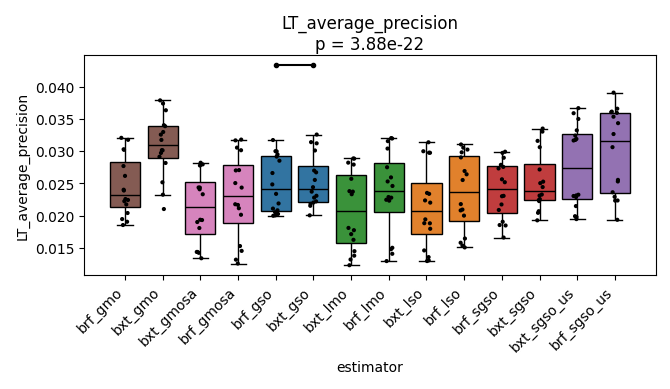 LT_average_precision
p = 3.88e-22
LT_average_precision
0.040
0.035
0.030
0.025
0.020
0.015
brf_gmo
bxt_gmo
bxt_gmosa
brf_gmosa
brf_gso
bxt_gso
bxt_lmo
brf_lmo
bxt_lso
brf_lso
brf_sgso
bxt_sgso
bxt_sgso_us
brf_sgso_us
estimator